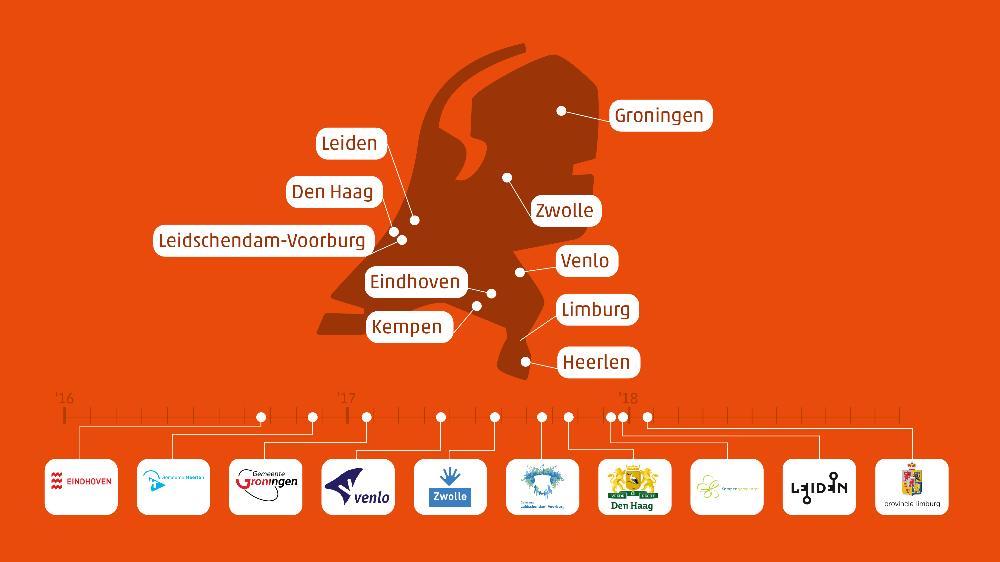 Groningen
Leiden
Den Haag
Zwolle
Leidschendam-Voorburg
Venlo
Eindhoven
Limburg
Kempen
Heerlen
'16
'17
'18
EINDHOVEN
Gemeente Heerlen
Gemeente
Groningen
venlo
Zwolle
Gemeente
Leidschendam-Voorburg
VREDE EN RECHT
Den Haag
Kempengemeenten
LEIDEN
provincie limburg